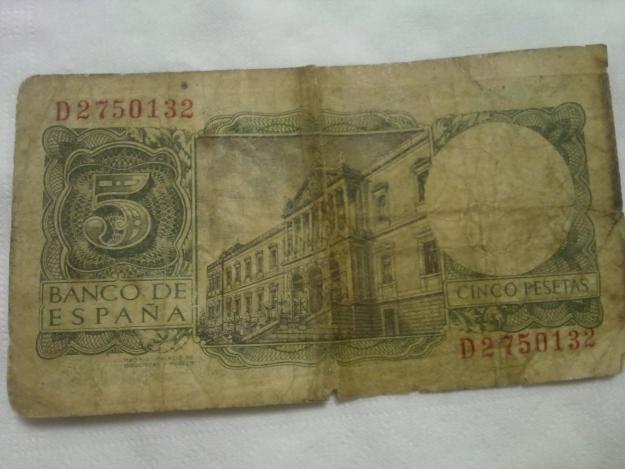 D2750132
5
BANCO DE
ESPAÑA
CINCO PESETAS
D2750132